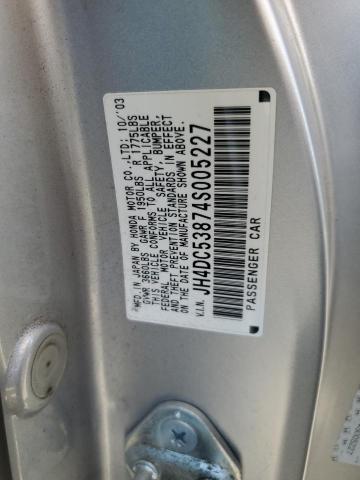 MFD. IN JAPAN BY HONDA MOTOR CO.,LTD: 10/'03
GVWR 3660LBS GAWR F 1950LBS R 1775LBS
THIS VEHICLE CONFORMS TO ALL APPLICABLE
FEDERAL MOTOR VEHICLE SAFETY, BUMPER,
AND THEFT PREVENTION STANDARDS IN EFFECT
ON THE DATE OF MANUFACTURE SHOWN ABOVE.
V.I.N. JH4DC53874S005227
PASSENGER CAR